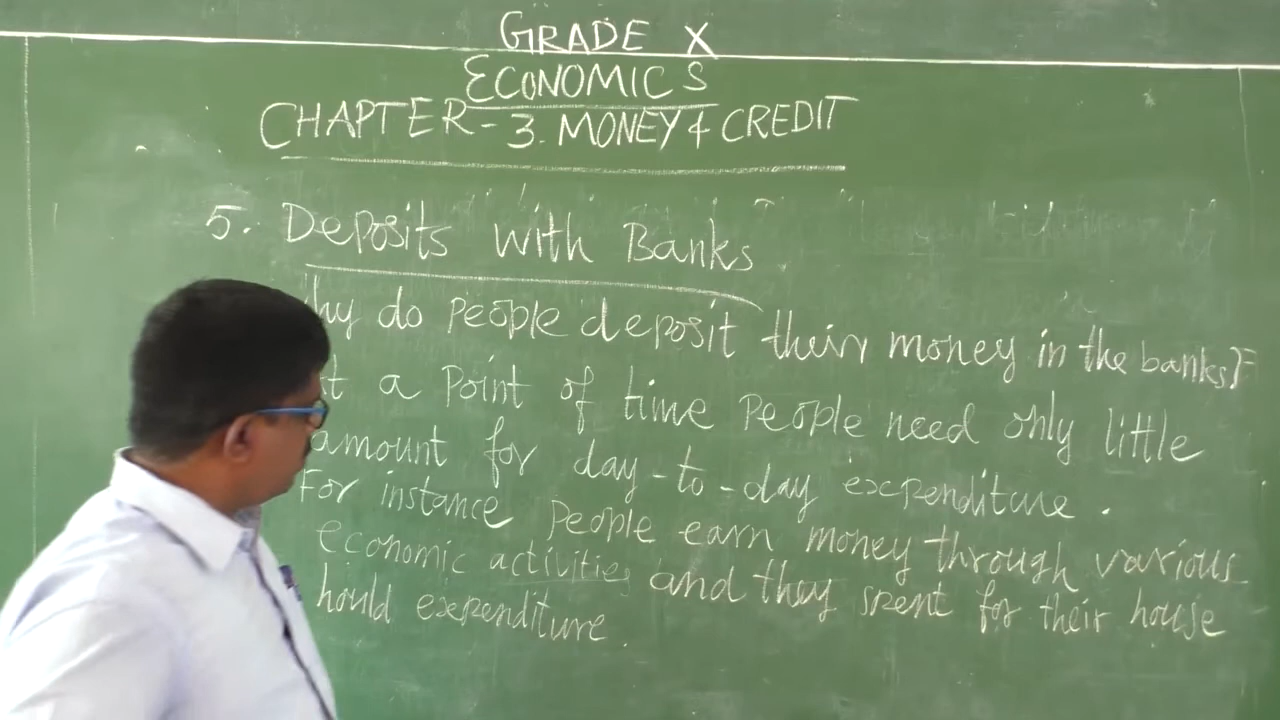 GRADE X
ECONOMICS
CHAPTER-3. MONEY & CREDIT
5. Deposits with Banks
hy do people deposit their money in the banks?
t a point of time people need only little
amount for day-to-day expenditure.
For instance people earn money through various
economic activities and they spent for their house
hould expenditure.